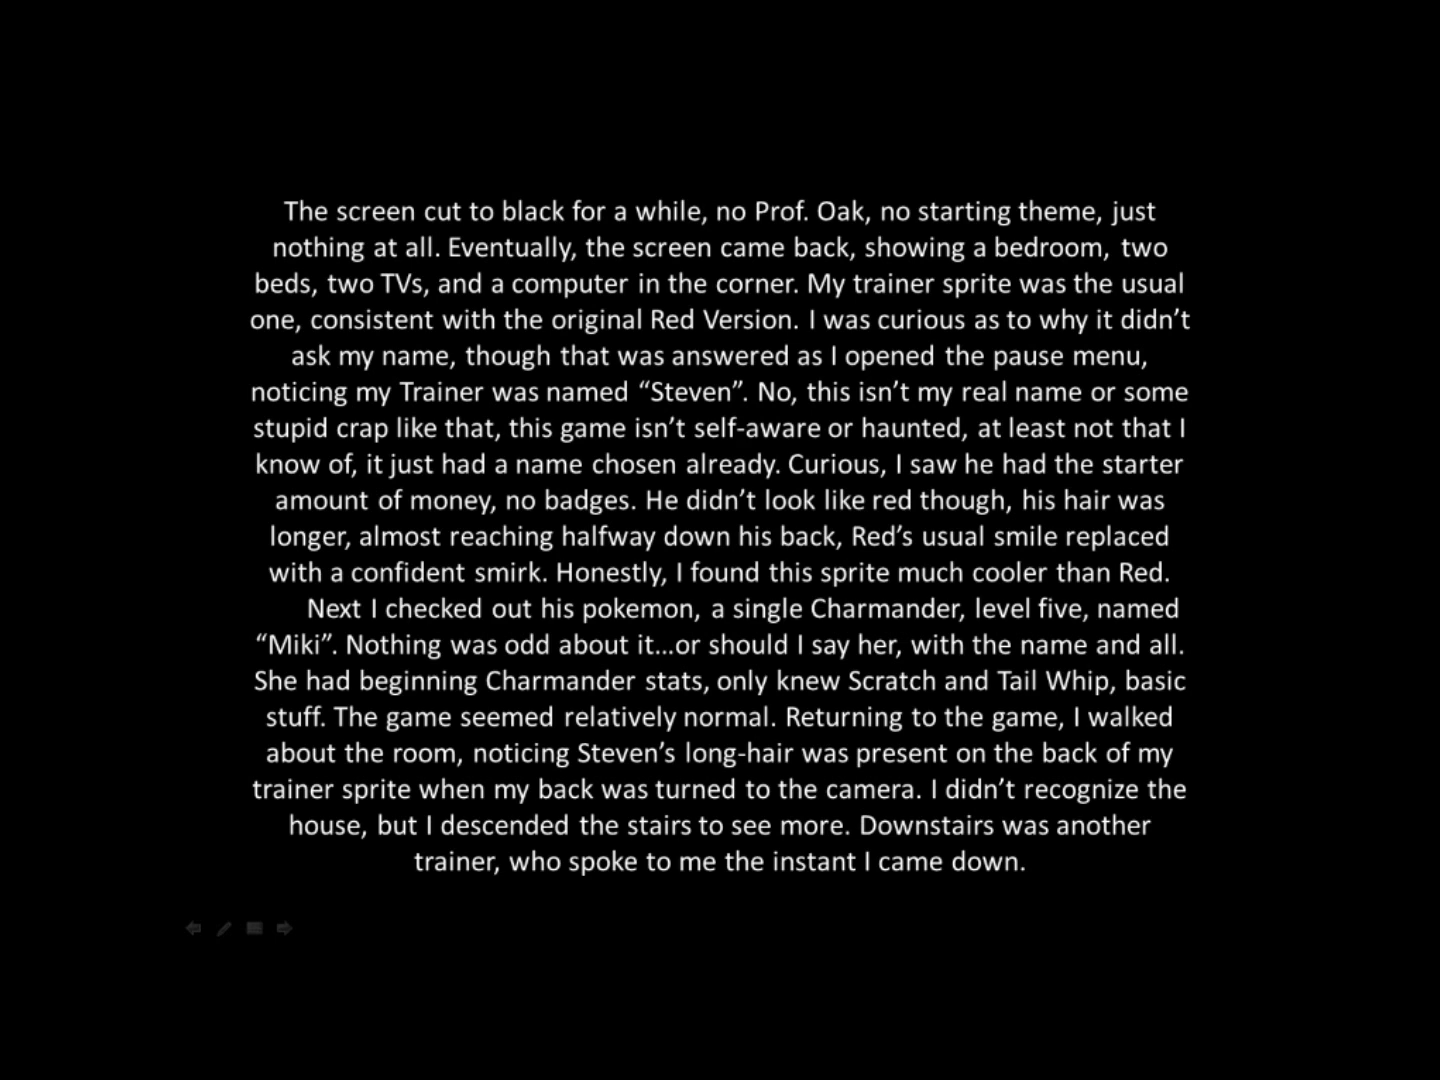 The screen cut to black for a while, no Prof. Oak, no starting theme, just
nothing at all. Eventually, the screen came back, showing a bedroom, two
beds, two TVs, and a computer in the corner. My trainer sprite was the usual
one, consistent with the original Red Version. I was curious as to why it didn’t
ask my name, though that was answered as I opened the pause menu,
noticing my Trainer was named “Steven”. No, this isn’t my real name or some
stupid crap like that, this game isn’t self-aware or haunted, at least not that I
know of, it just had a name chosen already. Curious, I saw he had the starter
amount of money, no badges. He didn’t look like red though, his hair was
longer, almost reaching halfway down his back, Red’s usual smile replaced
with a confident smirk. Honestly, I found this sprite much cooler than Red.
Next I checked out his pokemon, a single Charmander, level five, named
“Miki”. Nothing was odd about it…or should I say her, with the name and all.
She had beginning Charmander stats, only knew Scratch and Tail Whip, basic
stuff. The game seemed relatively normal. Returning to the game, I walked
about the room, noticing Steven’s long-hair was present on the back of my
trainer sprite when my back was turned to the camera. I didn’t recognize the
house, but I descended the stairs to see more. Downstairs was another
trainer, who spoke to me the instant I came down.